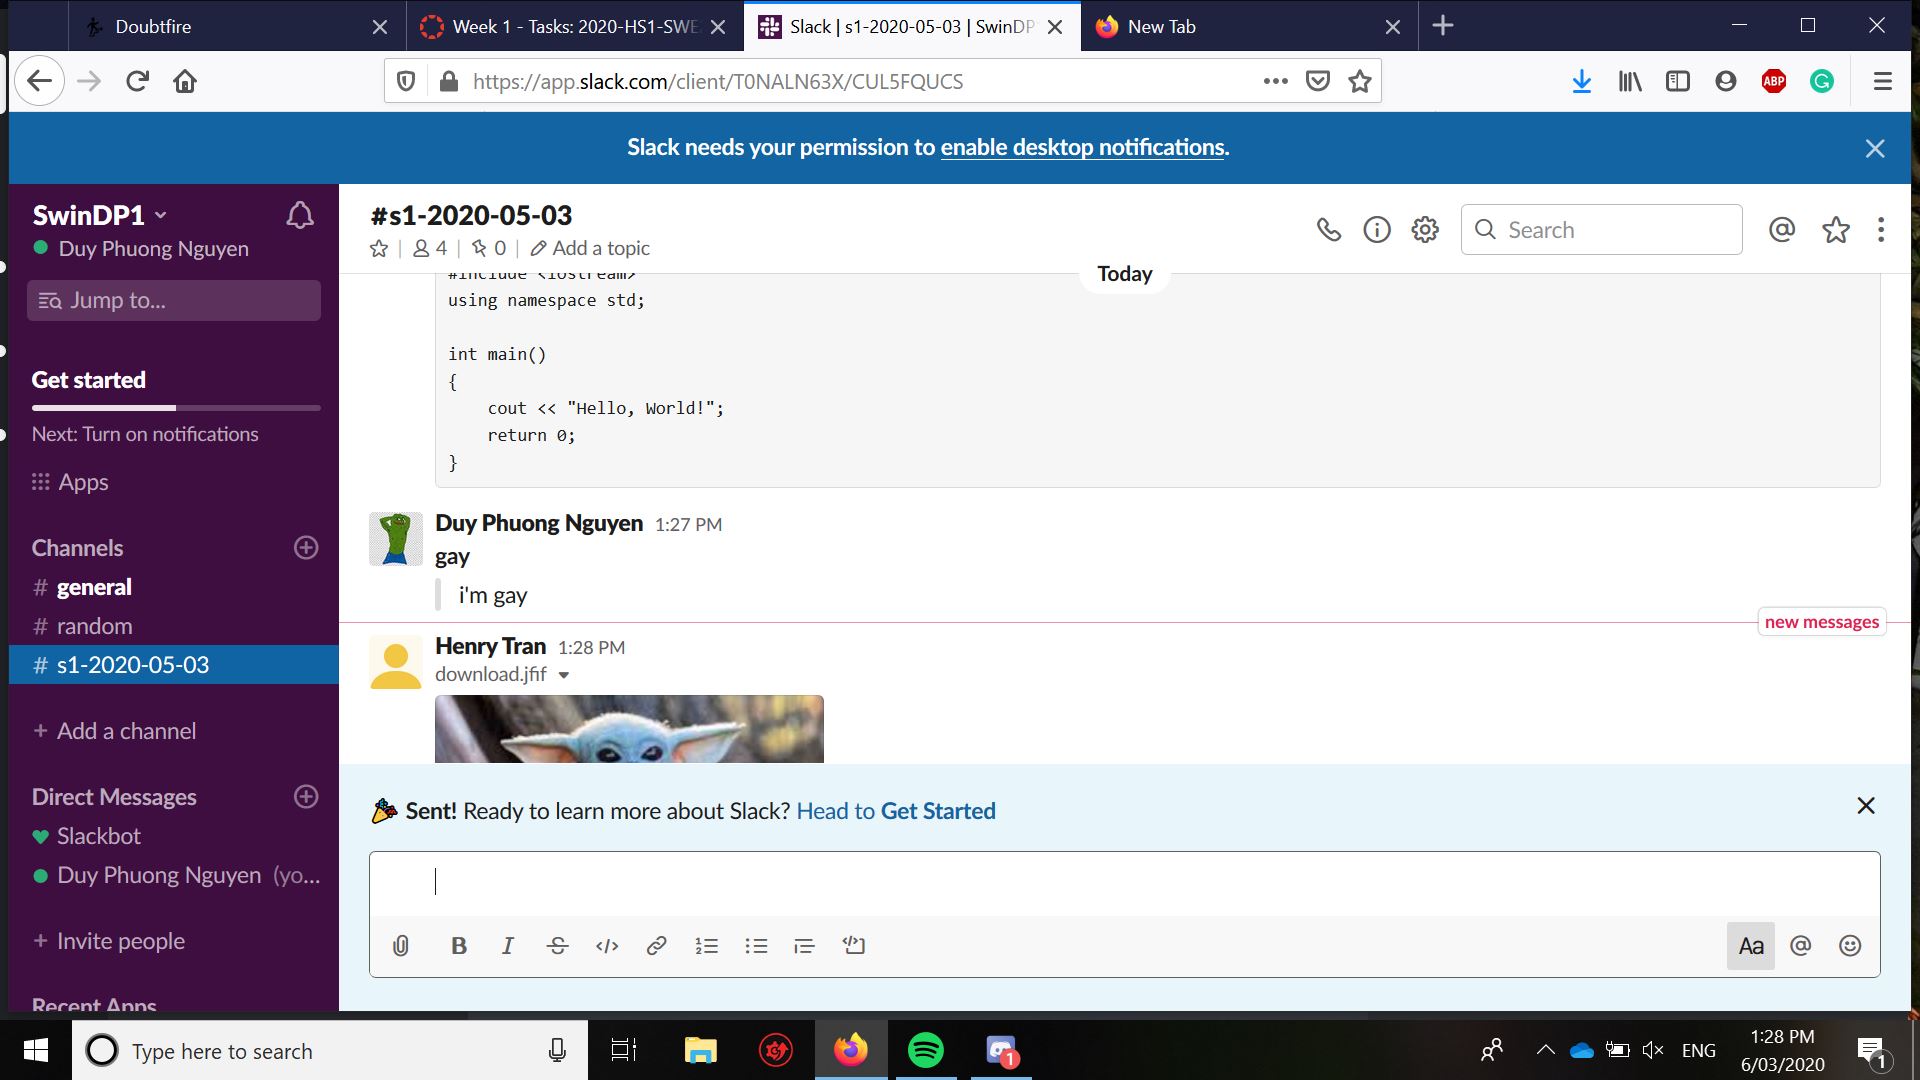 Doubtfire
Week 1 - Tasks: 2020-HS1-SWE
Slack | s1-2020-05-03 | SwinDP
New Tab
https://app.slack.com/client/T0NALN63X/CUL5FQUCS
ABP
Slack needs your permission to enable desktop notifications.
SwinDP1
Duy Phuong Nguyen
Jump to...
Get started
Next: Turn on notifications
Apps
Channels
# general
# random
# s1-2020-05-03
+ Add a channel
Direct Messages
Slackbot
Duy Phuong Nguyen (yo...
+ Invite people
Recent Apps
#s1-2020-05-03
4 | 0 | Add a topic
Search
Today
#include <iostream>
using namespace std;
int main()
{
cout << "Hello, World!";
return 0;
}
Duy Phuong Nguyen 1:27 PM
gay
i'm gay
new messages
Henry Tran 1:28 PM
download.jfif
Sent! Ready to learn more about Slack? Head to Get Started
B I S </> Aa @
Type here to search
1
ENG
1:28 PM
6/03/2020
1